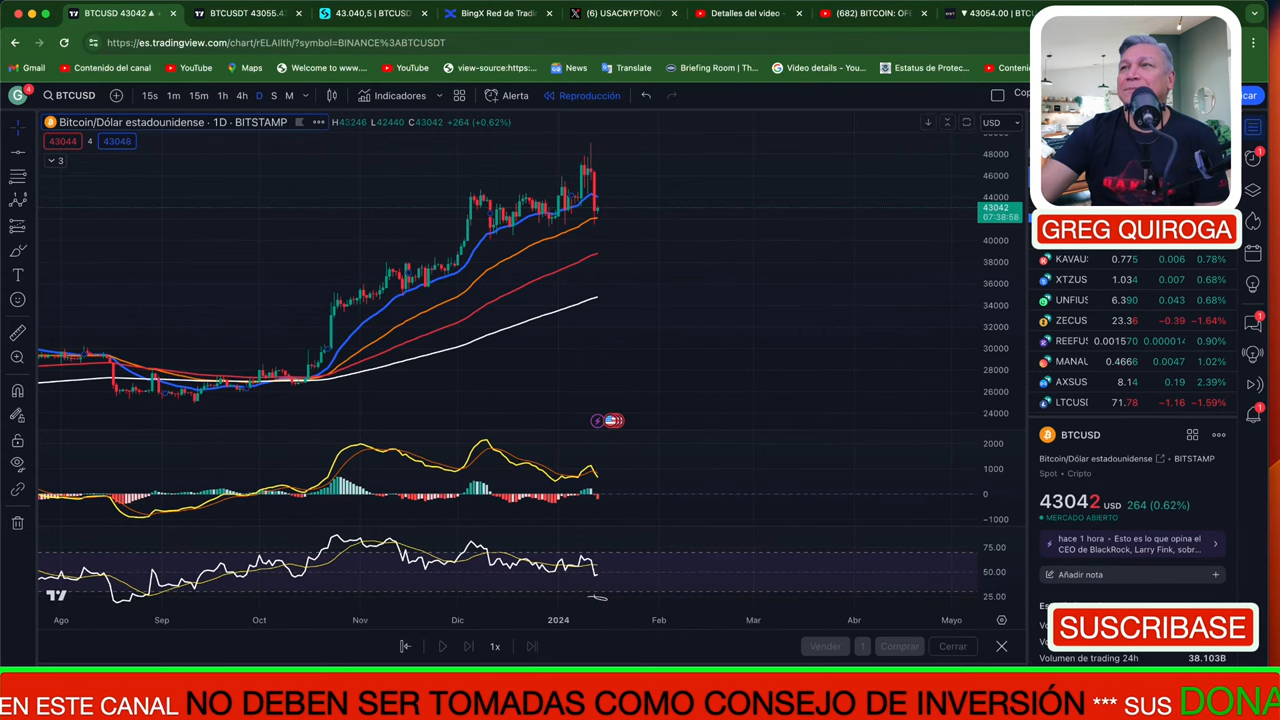 BTCUSD 43042 ▲ +
BTCUSDT 43055.4
43.040,5 | BTCUSDT
BingX Red de Tradi
(6) USACRYPTONO
Detalles del video -
(682) BITCOIN: OFE
▼ 43054.00 | BTCU
https://es.tradingview.com/chart/rELAllth/?symbol=BINANCE%3ABTCUSDT
Gmail
Contenido del canal
YouTube
Maps
Welcome to www....
YouTube
view-source:https:...
News
Translate
Briefing Room | Th...
Video details - You...
Estatus de Protec...
Conteni
G 4
BTCUSD
15s 1m 15m 1h 4h D S M
Indicadores
Alerta
Reproducción
Cop
icar
Bitcoin/Dólar estadounidense · 1D · BITSTAMP
H43246 L42440 C43042 +264 (+0.62%)
USD
43044 4 43048
3
48000
46000
44000
43042
07:38:58
40000
38000
36000
34000
32000
30000
28000
26000
24000
2000
1000
0
−1000
75.00
50.00
25.00
Ago Sep Oct Nov Dic 2024 Feb Mar Abr Mayo
1x
Vender 1 Comprar Cerrar
GREG QUIROGA
KAVAU 0.775 0.006 0.78%
XTZUS 1.034 0.007 0.68%
UNFIUS 6.390 0.043 0.68%
ZECUS 23.36 −0.39 −1.64%
REEFUS 0.001570 0.000014 0.90%
MANAU 0.4666 0.0047 1.02%
AXSUS 8.14 0.19 2.39%
LTCUSD 71.78 −1.16 −1.59%
BTCUSD
Bitcoin/Dólar estadounidense • BITSTAMP
Spot • Cripto
43042 USD 264 (0.62%)
MERCADO ABIERTO
hace 1 hora • Esto es lo que opina el
CEO de BlackRock, Larry Fink, sobr...
Añadir nota
SUSCRIBASE
Volumen de trading 24h 38.103B
EN ESTE CANAL NO DEBEN SER TOMADAS COMO CONSEJO DE INVERSIÓN *** SUS DONA